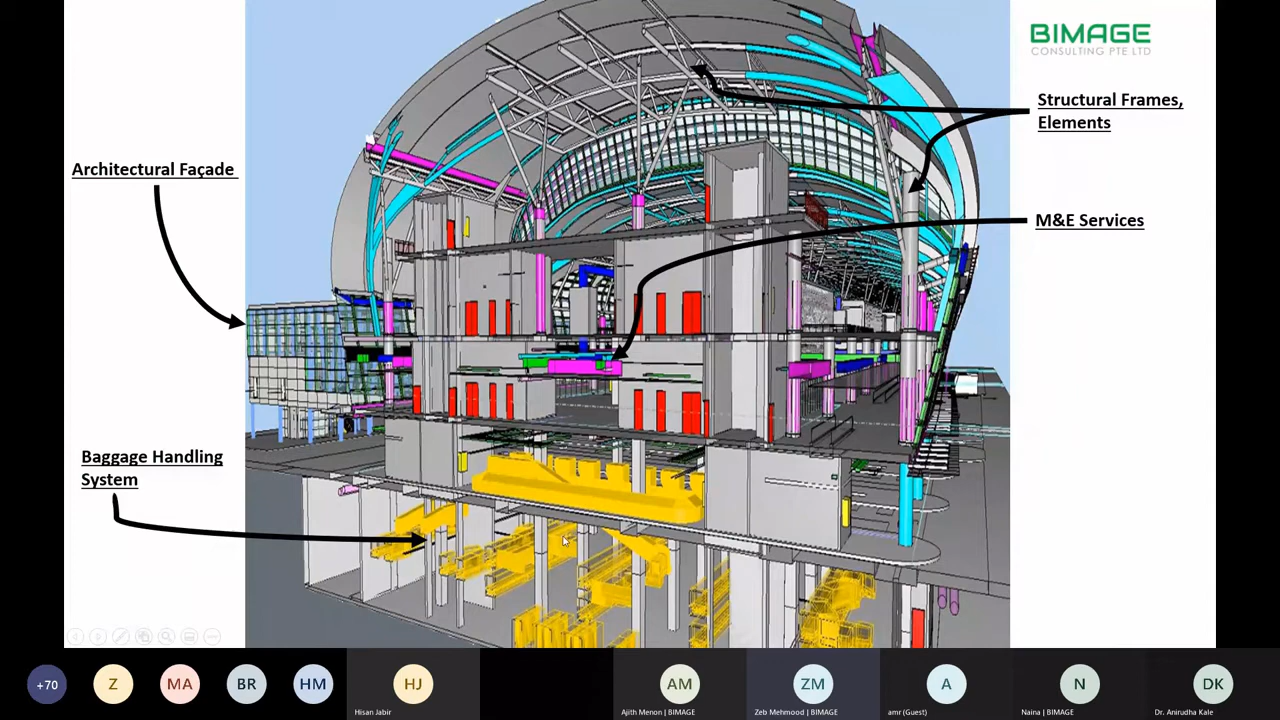 BIMAGE
CONSULTING PTE LTD
Structural Frames,
Elements
Architectural Façade
M&E Services
Baggage Handling
System
+70
Z
MA
BR
HM
HJ
AM
ZM
A
N
DK
Hisan Jabir
Ajith Menon | BIMAGE
Zeb Mehmood | BIMAGE
amr (Guest)
Naina | BIMAGE
Dr. Anirudha Kale